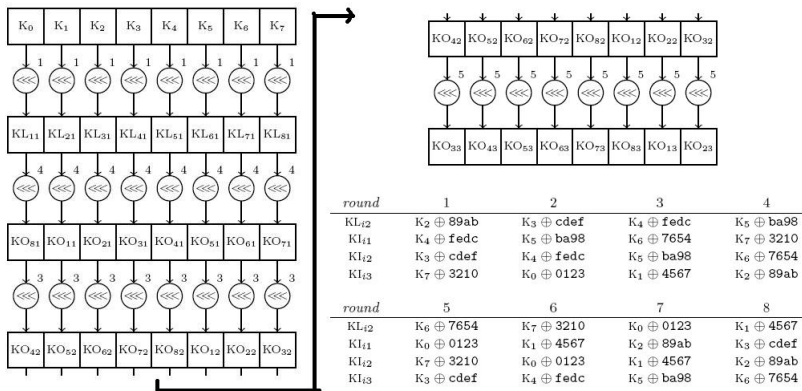 K₀ K₁ K₂ K₃ K₄ K₅ K₆ K₇
1 1 1 1 1 1 1 1
<<< <<< <<< <<< <<< <<< <<< <<<
KL₁₁ KL₂₁ KL₃₁ KL₄₁ KL₅₁ KL₆₁ KL₇₁ KL₈₁
4 4 4 4 4 4 4 4
<<< <<< <<< <<< <<< <<< <<< <<<
KO₈₁ KO₁₁ KO₂₁ KO₃₁ KO₄₁ KO₅₁ KO₆₁ KO₇₁
3 3 3 3 3 3 3 3
<<< <<< <<< <<< <<< <<< <<< <<<
KO₄₂ KO₅₂ KO₆₂ KO₇₂ KO₈₂ KO₁₂ KO₂₂ KO₃₂
KO₄₂ KO₅₂ KO₆₂ KO₇₂ KO₈₂ KO₁₂ KO₂₂ KO₃₂
5 5 5 5 5 5 5 5
<<< <<< <<< <<< <<< <<< <<< <<<
KO₃₃ KO₄₃ KO₅₃ KO₆₃ KO₇₃ KO₈₃ KO₁₃ KO₂₃
round 1 2 3 4
KLᵢ₂ K₂ ⊕ 89ab K₃ ⊕ cdef K₄ ⊕ fedc K₅ ⊕ ba98
KIᵢ₁ K₄ ⊕ fedc K₅ ⊕ ba98 K₆ ⊕ 7654 K₇ ⊕ 3210
KIᵢ₂ K₃ ⊕ cdef K₄ ⊕ fedc K₅ ⊕ ba98 K₆ ⊕ 7654
KIᵢ₃ K₇ ⊕ 3210 K₀ ⊕ 0123 K₁ ⊕ 4567 K₂ ⊕ 89ab
round 5 6 7 8
KLᵢ₂ K₆ ⊕ 7654 K₇ ⊕ 3210 K₀ ⊕ 0123 K₁ ⊕ 4567
KIᵢ₁ K₀ ⊕ 0123 K₁ ⊕ 4567 K₂ ⊕ 89ab K₃ ⊕ cdef
KIᵢ₂ K₇ ⊕ 3210 K₀ ⊕ 0123 K₁ ⊕ 4567 K₂ ⊕ 89ab
KIᵢ₃ K₃ ⊕ cdef K₄ ⊕ fedc K₅ ⊕ ba98 K₆ ⊕ 7654